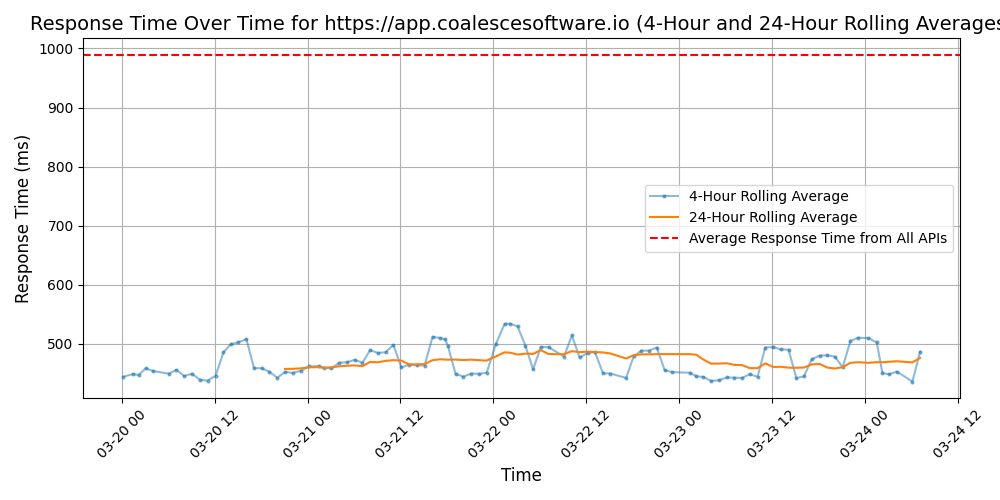 Response Time Over Time for https://app.coalescesoftware.io (4-Hour and 24-Hour Rolling Averages
Response Time (ms)
1000
900
800
700
600
500
4-Hour Rolling Average
24-Hour Rolling Average
Average Response Time from All APIs
03-20 00
03-20 12
03-21 00
03-21 12
03-22 00
03-22 12
03-23 00
03-23 12
03-24 00
03-24 12
Time